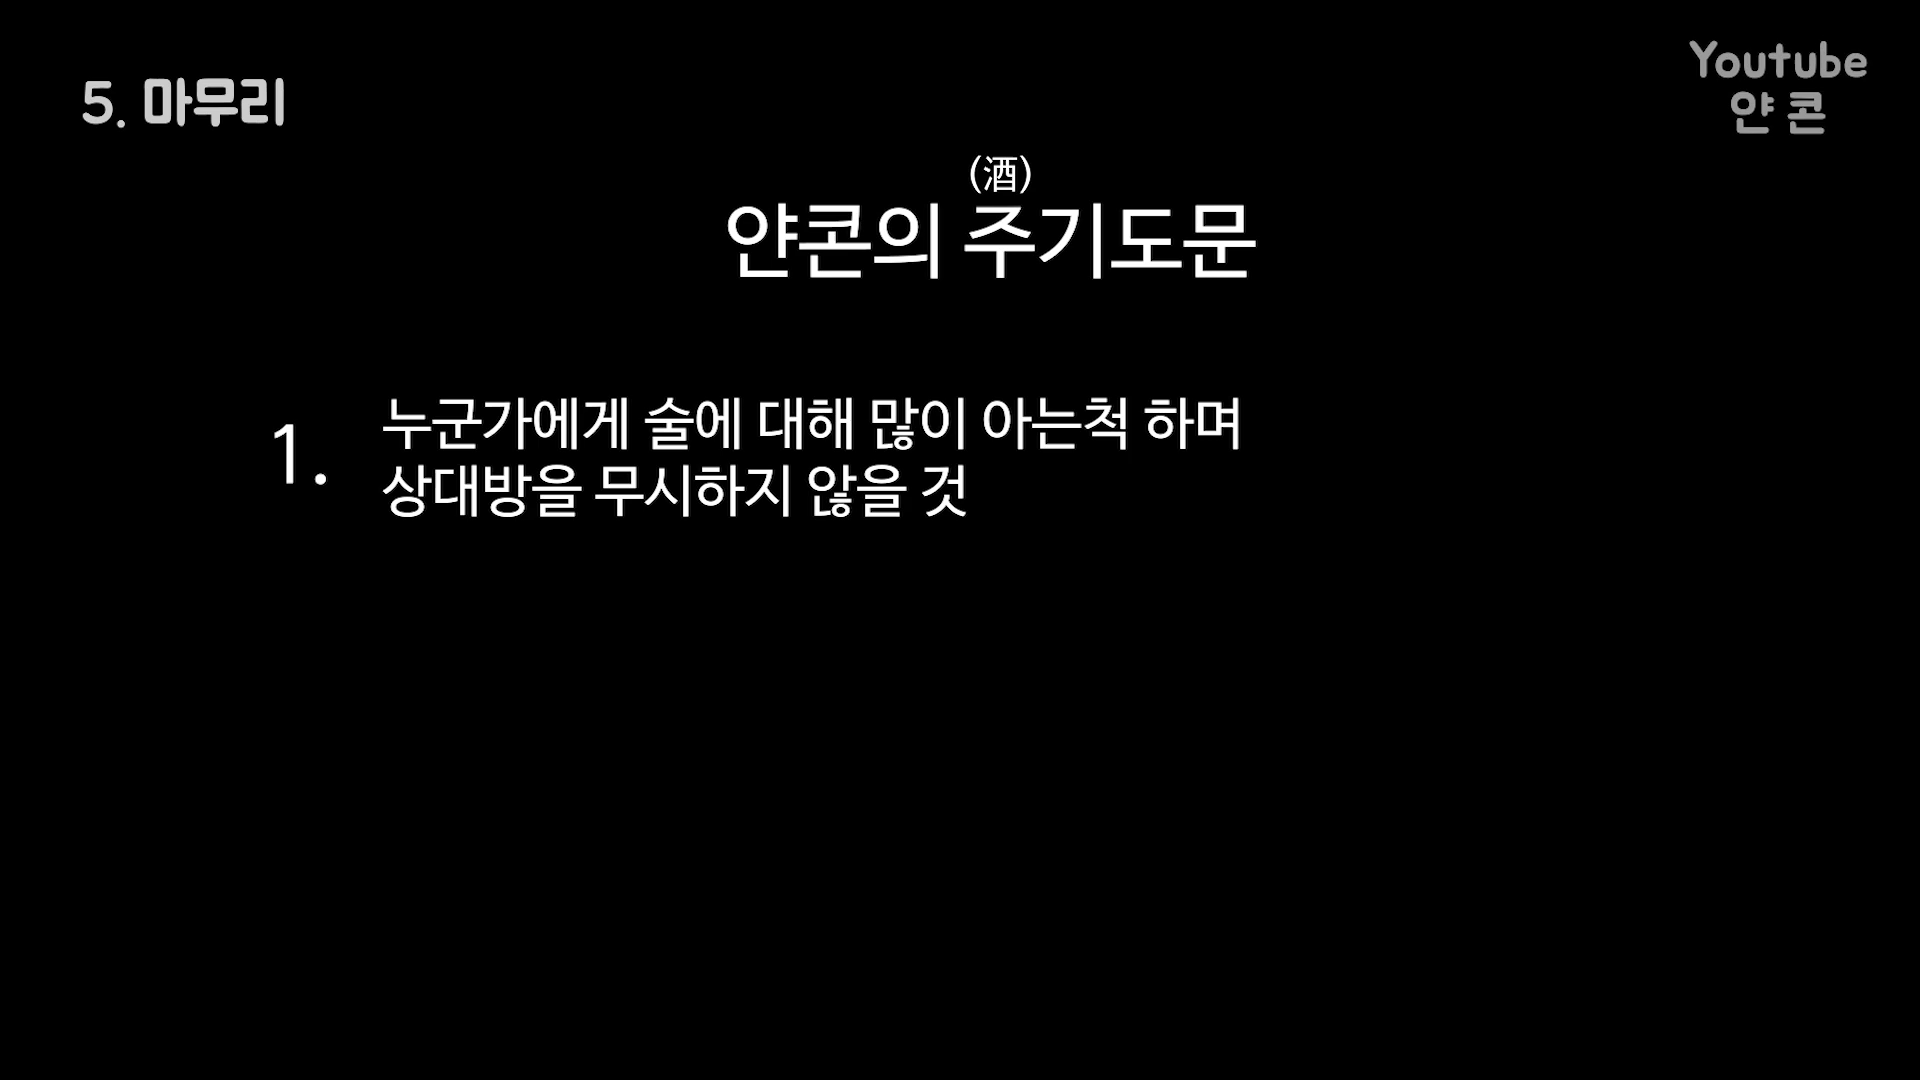 5. 마무리
Youtube
얀콘
(酒)
얀콘의 주기도문
1. 누군가에게 술에 대해 많이 아는척 하며
상대방을 무시하지 않을 것